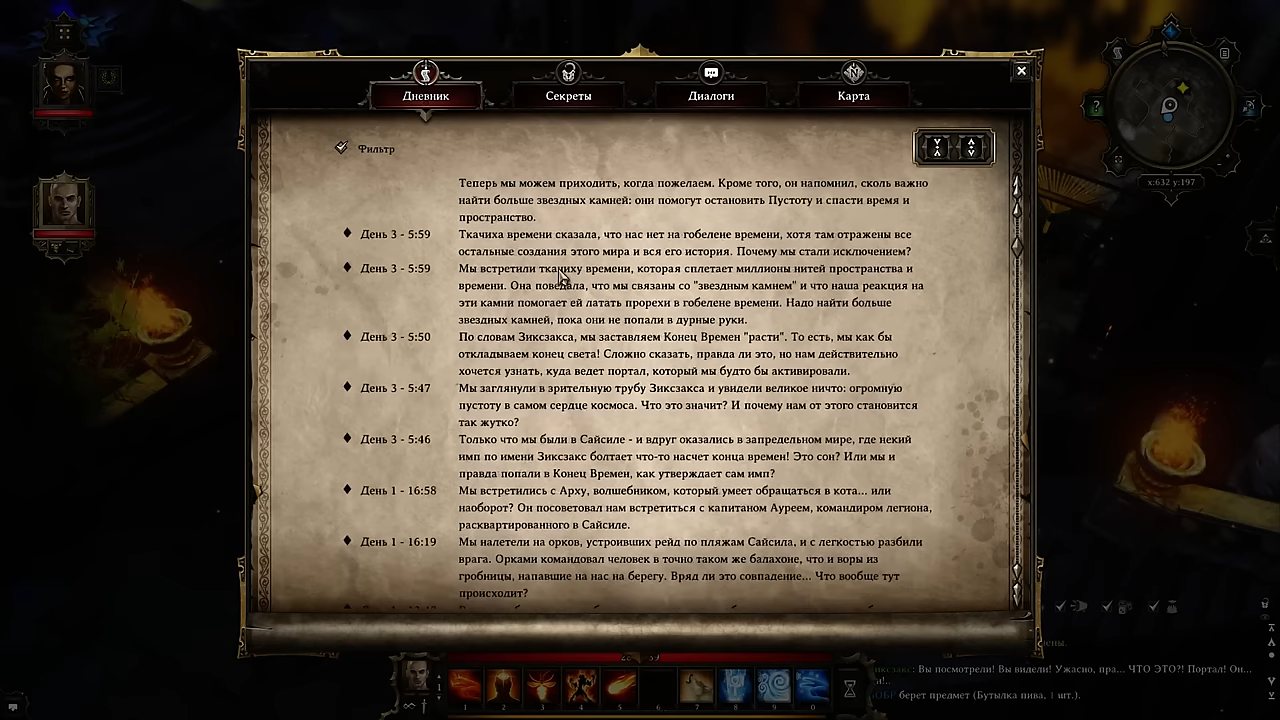 Дневник
Секреты
Диалоги
Карта
Фильтр
Теперь мы можем приходить, когда пожелаем. Кроме того, он напомнил, сколь важно
найти больше звездных камней: они помогут остановить Пустоту и спасти время и
пространство.
День 3 - 5:59 Ткачиха времени сказала, что нас нет на гобелене времени, хотя там отражены все
остальные создания этого мира и вся его история. Почему мы стали исключением?
День 3 - 5:59 Мы встретили ткачиху времени, которая сплетает миллионы нитей пространства и
времени. Она поведала, что мы связаны со "звездным камнем" и что наша реакция на
эти камни помогает ей латать прорехи в гобелене времени. Надо найти больше
звездных камней, пока они не попали в дурные руки.
День 3 - 5:50 По словам Зиксзакса, мы заставляем Конец Времен "расти". То есть, мы как бы
откладываем конец света! Сложно сказать, правда ли это, но нам действительно
хочется узнать, куда ведет портал, который мы будто бы активировали.
День 3 - 5:47 Мы заглянули в зрительную трубу Зиксзакса и увидели великое ничто: огромную
пустоту в самом сердце космоса. Что это значит? И почему нам от этого становится
так жутко?
День 3 - 5:46 Только что мы были в Сайсиле - и вдруг оказались в запредельном мире, где некий
имп по имени Зиксзакс болтает что-то насчет конца времен! Это сон? Или мы и
правда попали в Конец Времен, как утверждает сам имп?
День 1 - 16:58 Мы встретились с Арху, волшебником, который умеет обращаться в кота... или
наоборот? Он посоветовал нам встретиться с капитаном Ауреем, командиром легиона,
расквартированного в Сайсиле.
День 1 - 16:19 Мы налетели на орков, устроивших рейд по пляжам Сайсила, и с легкостью разбили
врага. Орками командовал человек в точно таком же балахоне, что и воры из
гробницы, напавшие на нас на берегу. Вряд ли это совпадение... Что вообще тут
происходит?
x:632 y:197
Вы посмотрели! Вы видели! Ужасно, пра... ЧТО ЭТО?! Портал! Он...
берет предмет (Бутылка пива, 1 шт.).
1 2 3 4 5 6 7 8 9 0